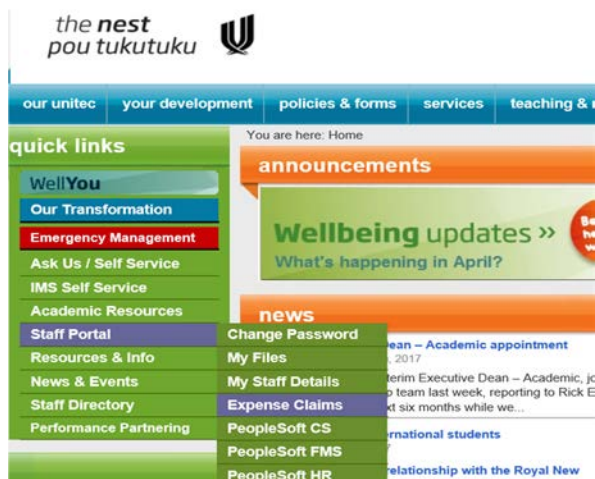 the nest
pou tukutuku
our unitec your development policies & forms services teaching &
You are here: Home
quick links
WellYou
Our Transformation
Emergency Management
Ask Us / Self Service
IMS Self Service
Academic Resources
Staff Portal
Resources & Info
News & Events
Staff Directory
Performance Partnering
Change Password
My Files
My Staff Details
Expense Claims
PeopleSoft CS
PeopleSoft FMS
PeopleSoft HR
announcements
Wellbeing updates »
What's happening in April?
news
ean – Academic appointment
, 2017
terim Executive Dean – Academic, jo
team last week, reporting to Rick E
xt six months while we...
ernational students
relationship with the Royal New